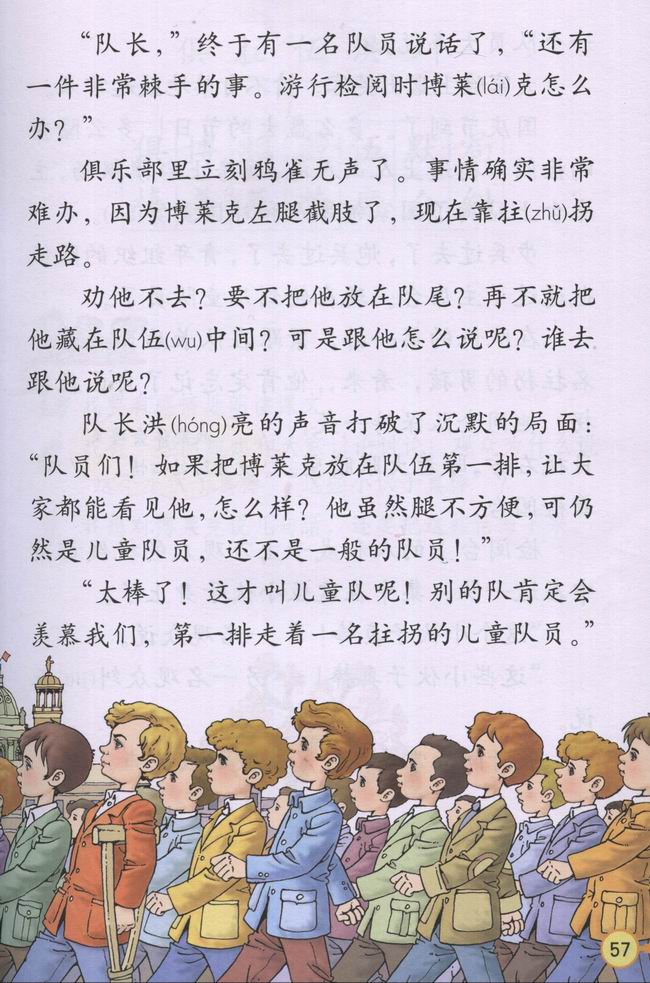 “队长，”终于有一名队员说话了，“还有
一件非常棘手的事。游行检阅时博莱(lái)克怎么
办？”
俱乐部里立刻鸦雀无声了。事情确实非常
难办，因为博莱克左腿截肢了，现在靠拄(zhǔ)拐
走路。
劝他不去？要不把他放在队尾？再不就把
他藏在队伍(wu)中间？可是跟他怎么说呢？谁去
跟他说呢？
队长洪(hóng)亮的声音打破了沉默的局面：
“队员们！如果把博莱克放在队伍第一排，让大
家都能看见他，怎么样？他虽然腿不方便，可仍
然是儿童队员，还不是一般的队员！”
“太棒了！这才叫儿童队呢！别的队肯定会
羡慕我们，第一排走着一名拄拐的儿童队员。”
57